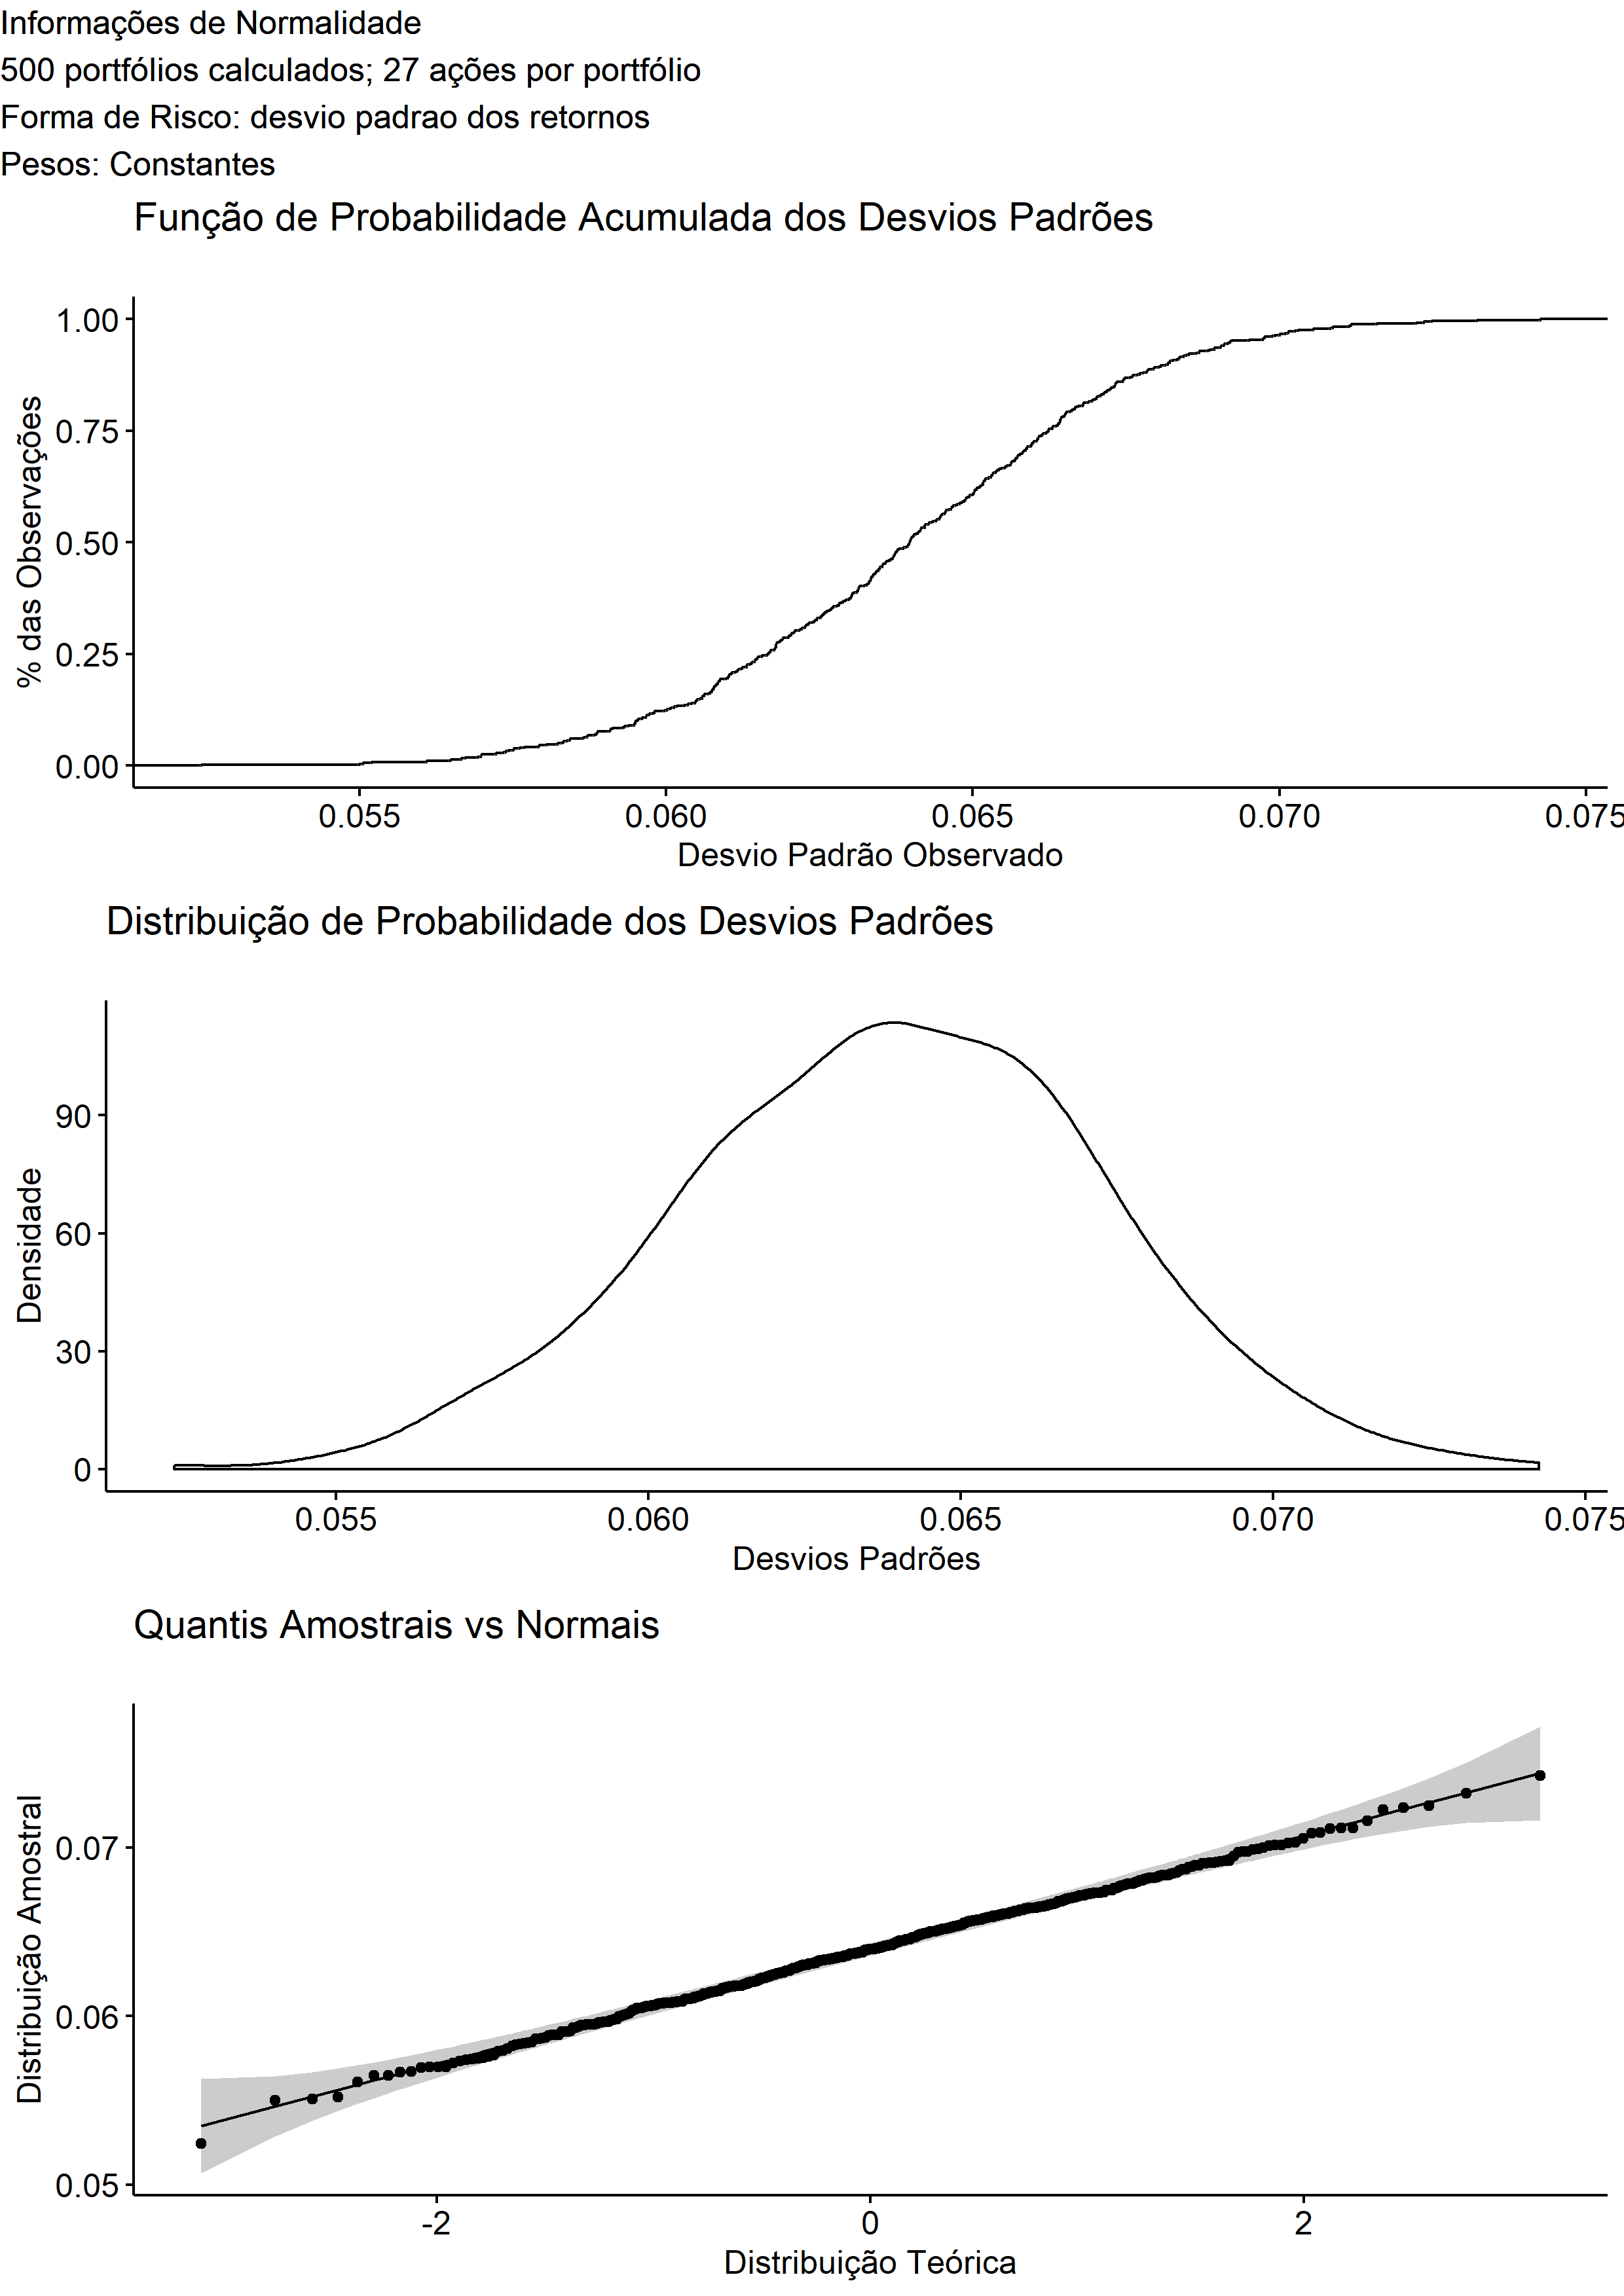 Informações de Normalidade
500 portfólios calculados; 27 ações por portfólio
Forma de Risco: desvio padrao dos retornos
Pesos: Constantes
Função de Probabilidade Acumulada dos Desvios Padrões
% das Observações
1.00
0.75
0.50
0.25
0.00
0.055 0.060 0.065 0.070 0.075
Desvio Padrão Observado
Distribuição de Probabilidade dos Desvios Padrões
Densidade
90
60
30
0
0.055 0.060 0.065 0.070 0.075
Desvios Padrões
Quantis Amostrais vs Normais
Distribuição Amostral
0.07
0.06
0.05
-2 0 2
Distribuição Teórica